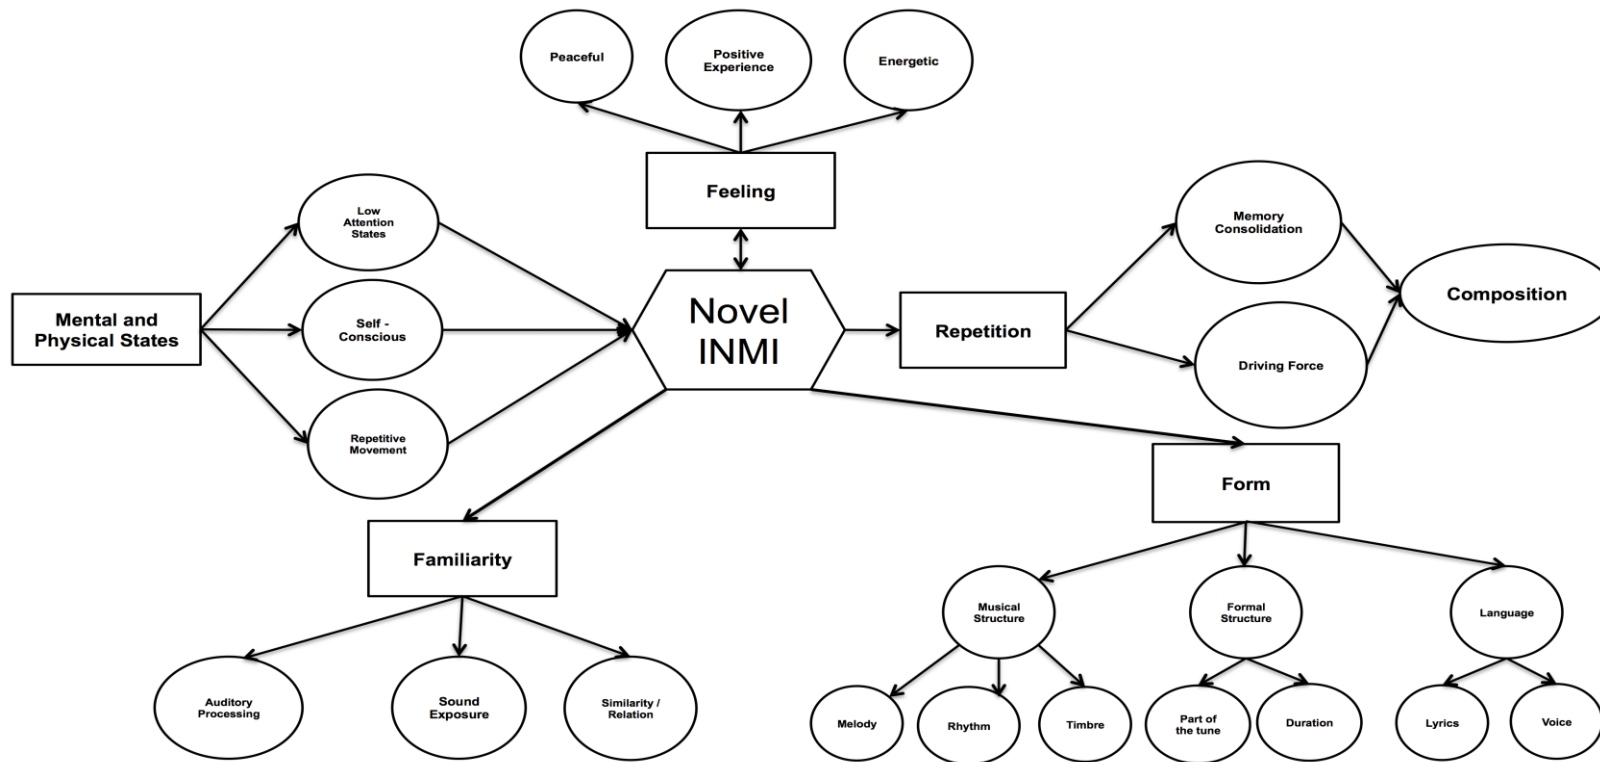 Peaceful
Positive
Experience
Energetic
Feeling
Low
Attention
States
Memory
Consolidation
Mental and
Physical States
Self -
Conscious
Novel
INMI
Repetition
Composition
Driving Force
Repetitive
Movement
Form
Familiarity
Musical
Structure
Formal
Structure
Language
Auditory
Processing
Sound
Exposure
Similarity /
Relation
Melody
Rhythm
Timbre
Part of
the tune
Duration
Lyrics
Voice